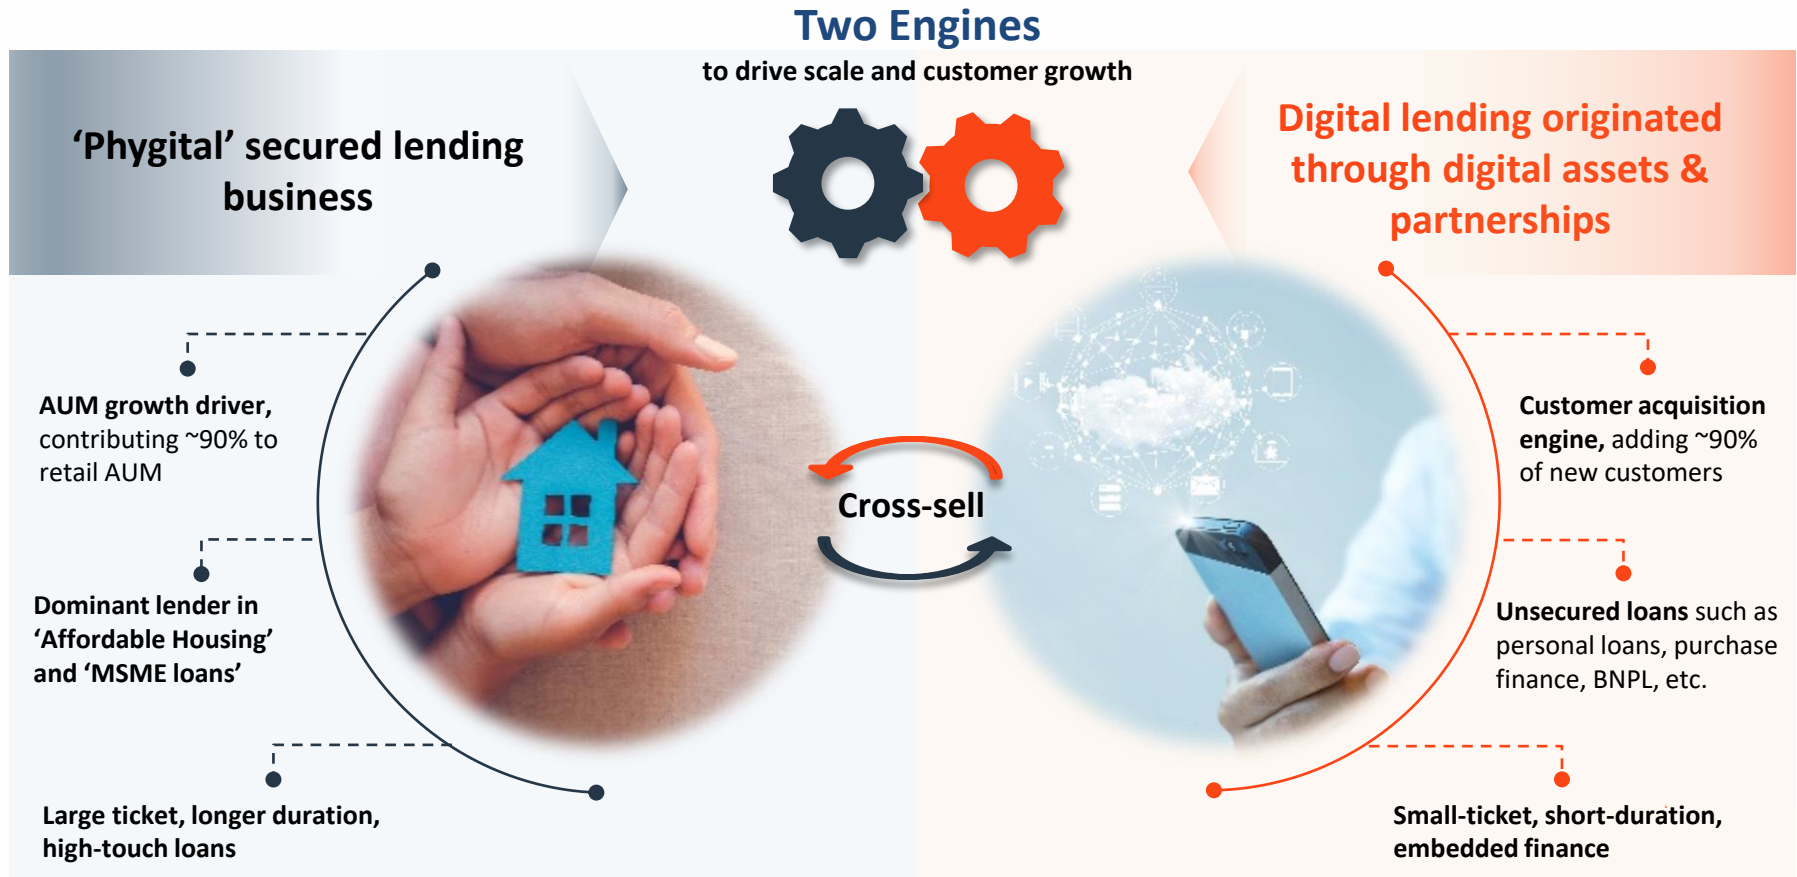 Two Engines
to drive scale and customer growth
‘Phygital’ secured lending
business
AUM growth driver,
contributing ~90% to
retail AUM
Dominant lender in
‘Affordable Housing’
and ‘MSME loans’
Large ticket, longer duration,
high-touch loans
Cross-sell
Digital lending originated
through digital assets &
partnerships
Customer acquisition
engine, adding ~90%
of new customers
Unsecured loans such as
personal loans, purchase
finance, BNPL, etc.
Small-ticket, short-duration,
embedded finance